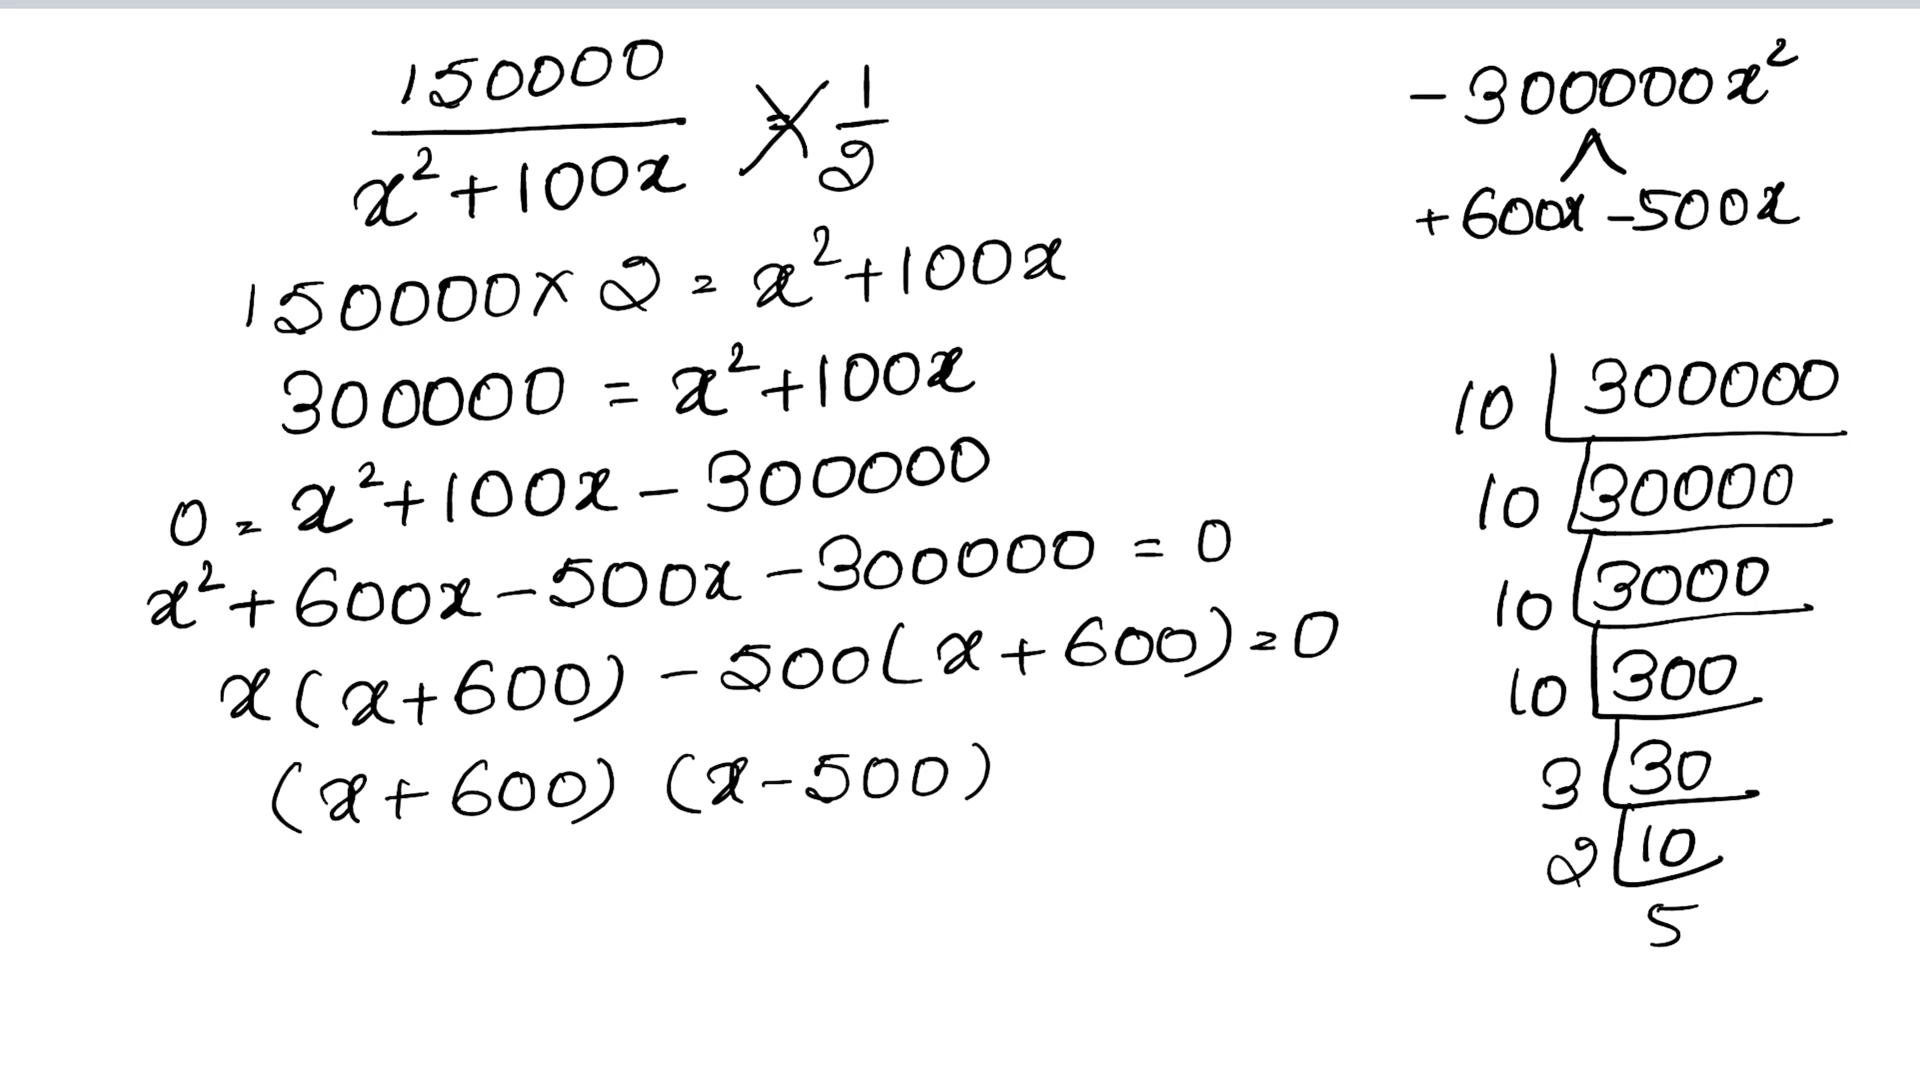 150000
x²+100x
=
1
2
150000 x 2 = x²+100x
300000 = x²+100x
0 = x²+100x - 300000
x²+600x - 500x - 300000 = 0
x(x+600) - 500(x+600) = 0
(x+600) (x-500)
- 300000x²
+600x -500x
10 300000
10 30000
10 3000
10 300
3 30
2 10
5